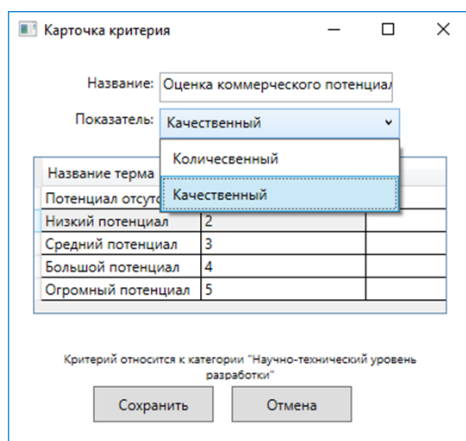 Карточка критерия
Название: Оценка коммерческого потенциал
Показатель: Качественный
Количесвенный
Качественный
Название терма
Потенциал отсутс
Низкий потенциал 2
Средний потенциал 3
Большой потенциал 4
Огромный потенциал 5
Критерий относится к категории "Научно-технический уровень
разработки"
Сохранить Отмена